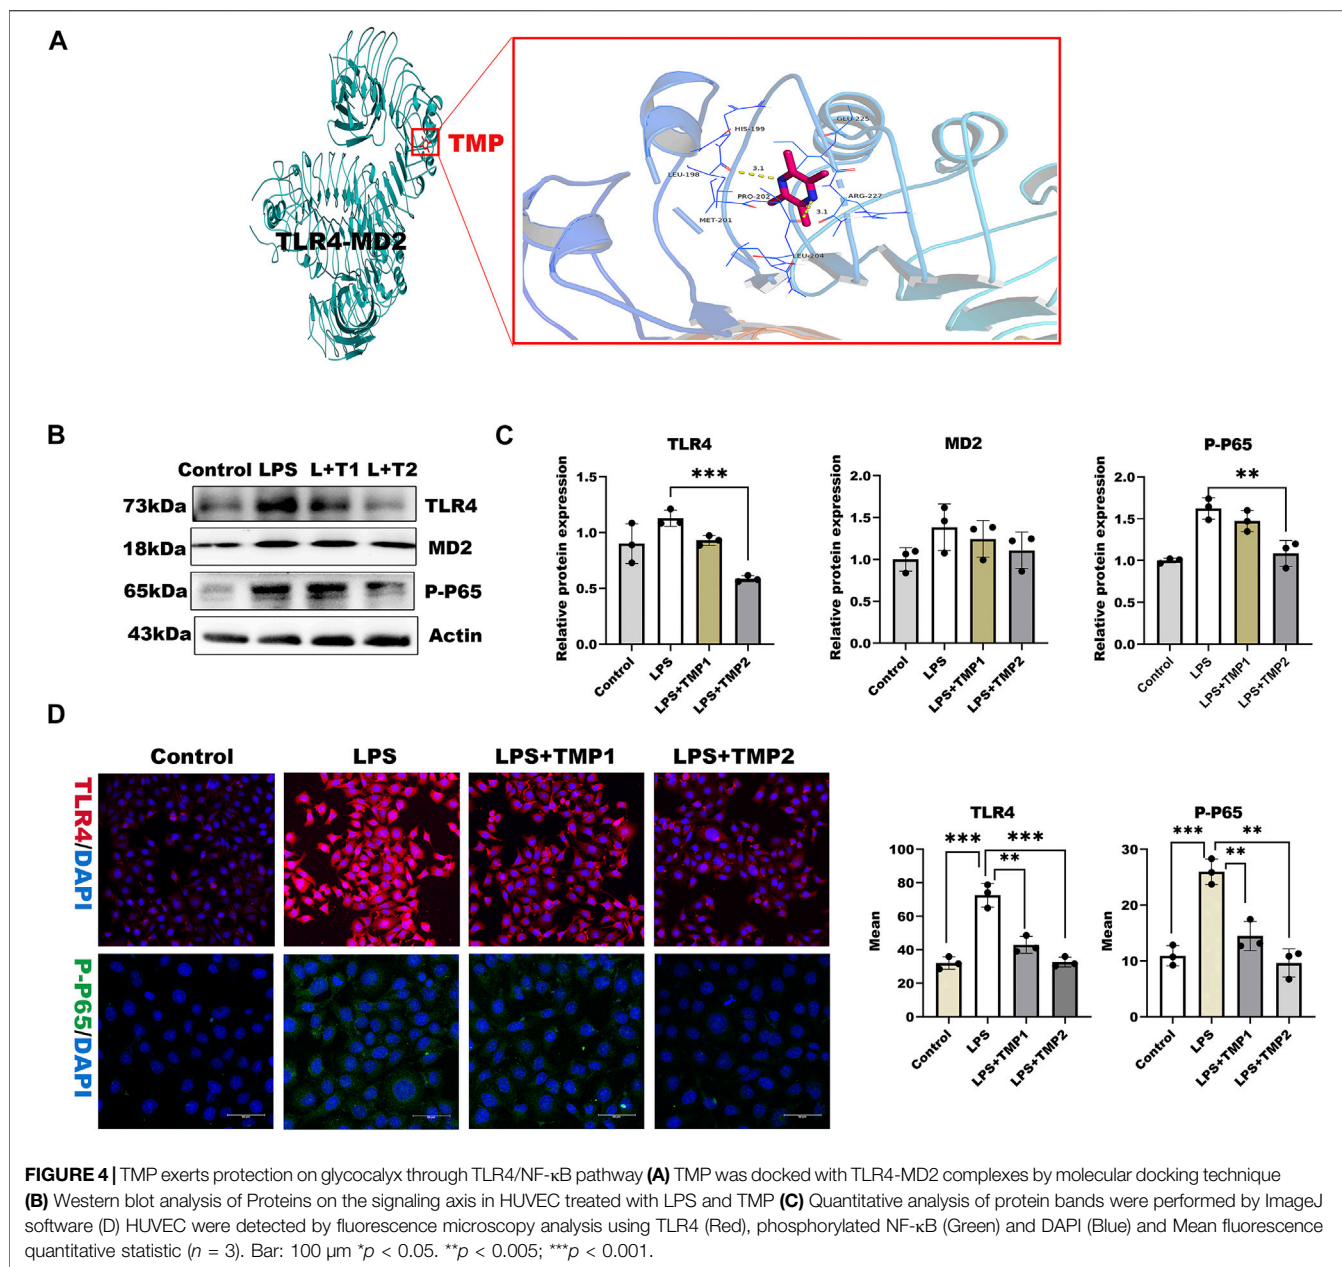 A
TLR4-MD2
TMP
HIS-199
GLU-225
3.1
LEU-198
PRO-202
ARG-227
3.1
MET-201
LEU-204
B
Control LPS L+T1 L+T2
73kDa TLR4
18kDa MD2
65kDa P-P65
43kDa Actin
C
TLR4
Relative protein expression
1.5
1.0
0.5
0.0
***
Control
LPS
LPS+TMP1
LPS+TMP2
MD2
Relative protein expression
2.0
1.5
1.0
0.5
0.0
Control
LPS
LPS+TMP1
LPS+TMP2
P-P65
Relative protein expression
2.0
1.5
1.0
0.5
0.0
**
Control
LPS
LPS+TMP1
LPS+TMP2
D
Control LPS LPS+TMP1 LPS+TMP2
TLR4/DAPI
P-P65/DAPI
TLR4
Mean
100
80
60
40
20
0
*** ***
**
Control
LPS
LPS+TMP1
LPS+TMP2
P-P65
Mean
30
20
10
0
*** **
**
Control
LPS
LPS+TMP1
LPS+TMP2
FIGURE 4 | TMP exerts protection on glycocalyx through TLR4/NF-κB pathway (A) TMP was docked with TLR4-MD2 complexes by molecular docking technique
(B) Western blot analysis of Proteins on the signaling axis in HUVEC treated with LPS and TMP (C) Quantitative analysis of protein bands were performed by ImageJ
software (D) HUVEC were detected by fluorescence microscopy analysis using TLR4 (Red), phosphorylated NF-κB (Green) and DAPI (Blue) and Mean fluorescence
quantitative statistic (n = 3). Bar: 100 μm *p < 0.05. **p < 0.005; ***p < 0.001.